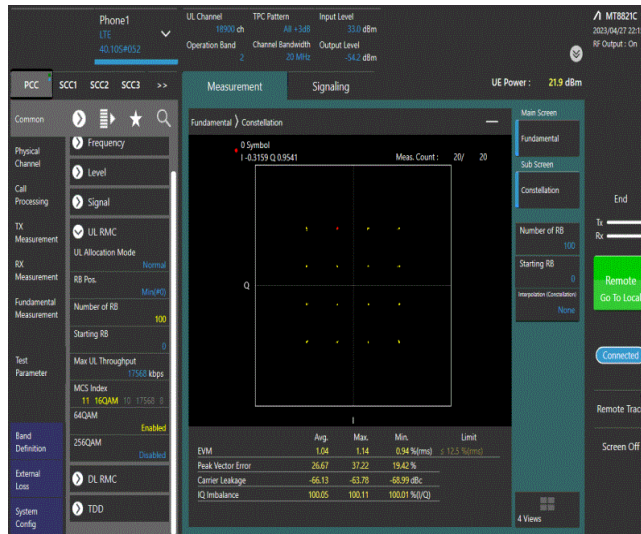 Phone1
LTE
40.10S#052
UL Channel TPC Pattern Input Level
18900 ch All +3dB 33.0 dBm
Operation Band Channel Bandwidth Output Level
2 20 MHz -54.2 dBm
MT8821C
2023/04/27 22:1
RF Output : On
PCC SCC1 SCC2 SCC3 >>
Measurement Signaling UE Power : 21.9 dBm
Common
Physical
Channel
Call
Processing
TX
Measurement
RX
Measurement
Fundamental
Measurement
Test
Parameter
Band
Definition
External
Loss
System
Config
Frequency
Level
Signal
UL RMC
UL Allocation Mode
Normal
RB Pos.
Min(#0)
Number of RB
100
Starting RB
0
Max UL Throughput
17568 kbps
MCS Index
11 16QAM 10 17568 8
64QAM
Enabled
256QAM
Disabled
DL RMC
TDD
Fundamental > Constellation
0 Symbol
I -0.3159 Q 0.9541 Meas. Count : 20/ 20
Q
I
Avg. Max. Min. Limit
EVM 1.04 1.14 0.94 %(rms) ≤ 12.5 %(rms)
Peak Vector Error 26.67 37.22 19.42 %
Carrier Leakage -66.13 -63.78 -68.99 dBc
IQ Imbalance 100.05 100.11 100.01 %(I/Q)
Main Screen
Fundamental
Sub Screen
Constellation
Number of RB
100
Starting RB
0
Interpolation (Constellation)
None
4 Views
End
Tx
Rx
Remote
Go To Local
Connected
Remote Trac
Screen Off